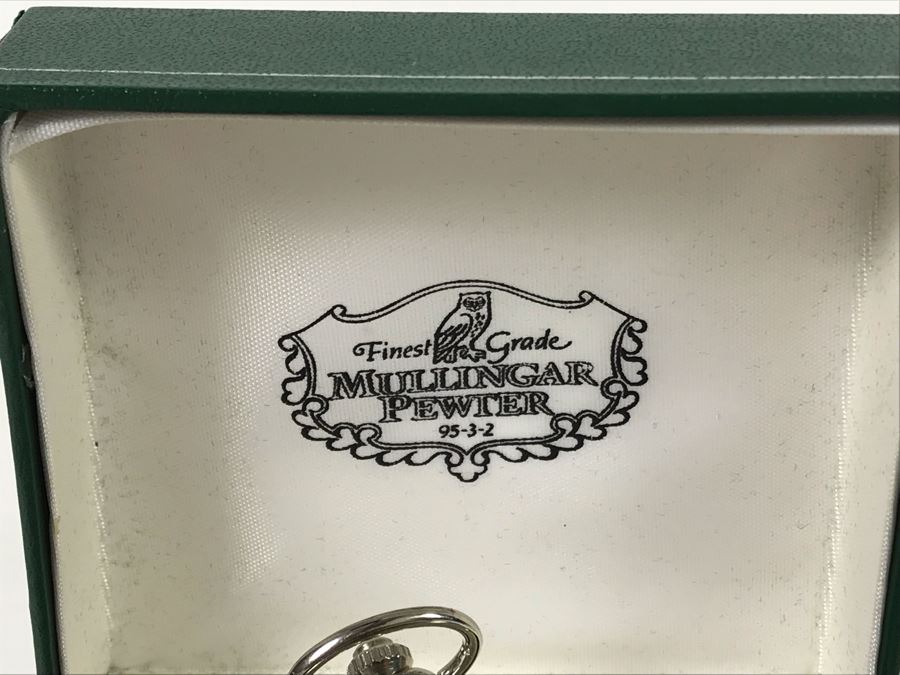 Finest Grade
MULLINGAR
PEWTER
95-3-2